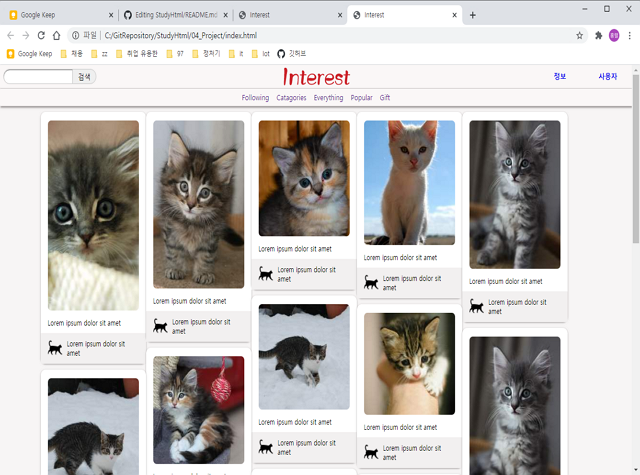 Google Keep
Editing StudyHtml/README.md
Interest
Interest
파일 | C:/GitRepository/StudyHtml/04_Project/index.html
Google Keep 채용 zz 취업 유용한 97 정처기 it Iot 깃허브
검색 Interest 정보 사용자
Following Catagories Everything Popular Gift
Lorem ipsum dolor sit amet
Lorem ipsum dolor sit
amet
Lorem ipsum dolor sit amet
Lorem ipsum dolor sit
amet
Lorem ipsum dolor sit amet
Lorem ipsum dolor sit
amet
Lorem ipsum dolor sit amet
Lorem ipsum dolor sit
amet
Lorem ipsum dolor sit amet
Lorem ipsum dolor sit
amet
Lorem ipsum dolor sit amet
Lorem ipsum dolor sit
amet
Lorem ipsum dolor sit amet
Lorem ipsum dolor sit
amet